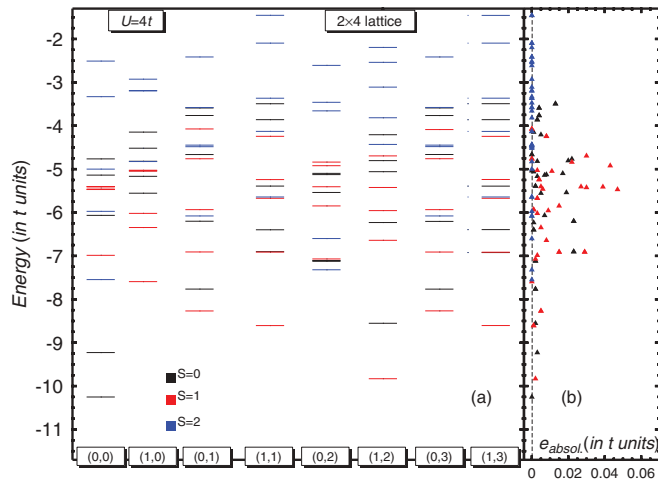 U=4t
2×4 lattice
-2
-3
-4
-5
-6
-7
-8
-9
-10
-11
Energy (in t units)
S=0
S=1
S=2
(a)
(b)
(0,0) (1,0) (0,1) (1,1) (0,2) (1,2) (0,3) (1,3)
e absol. (in t units)
0 0.02 0.04 0.06